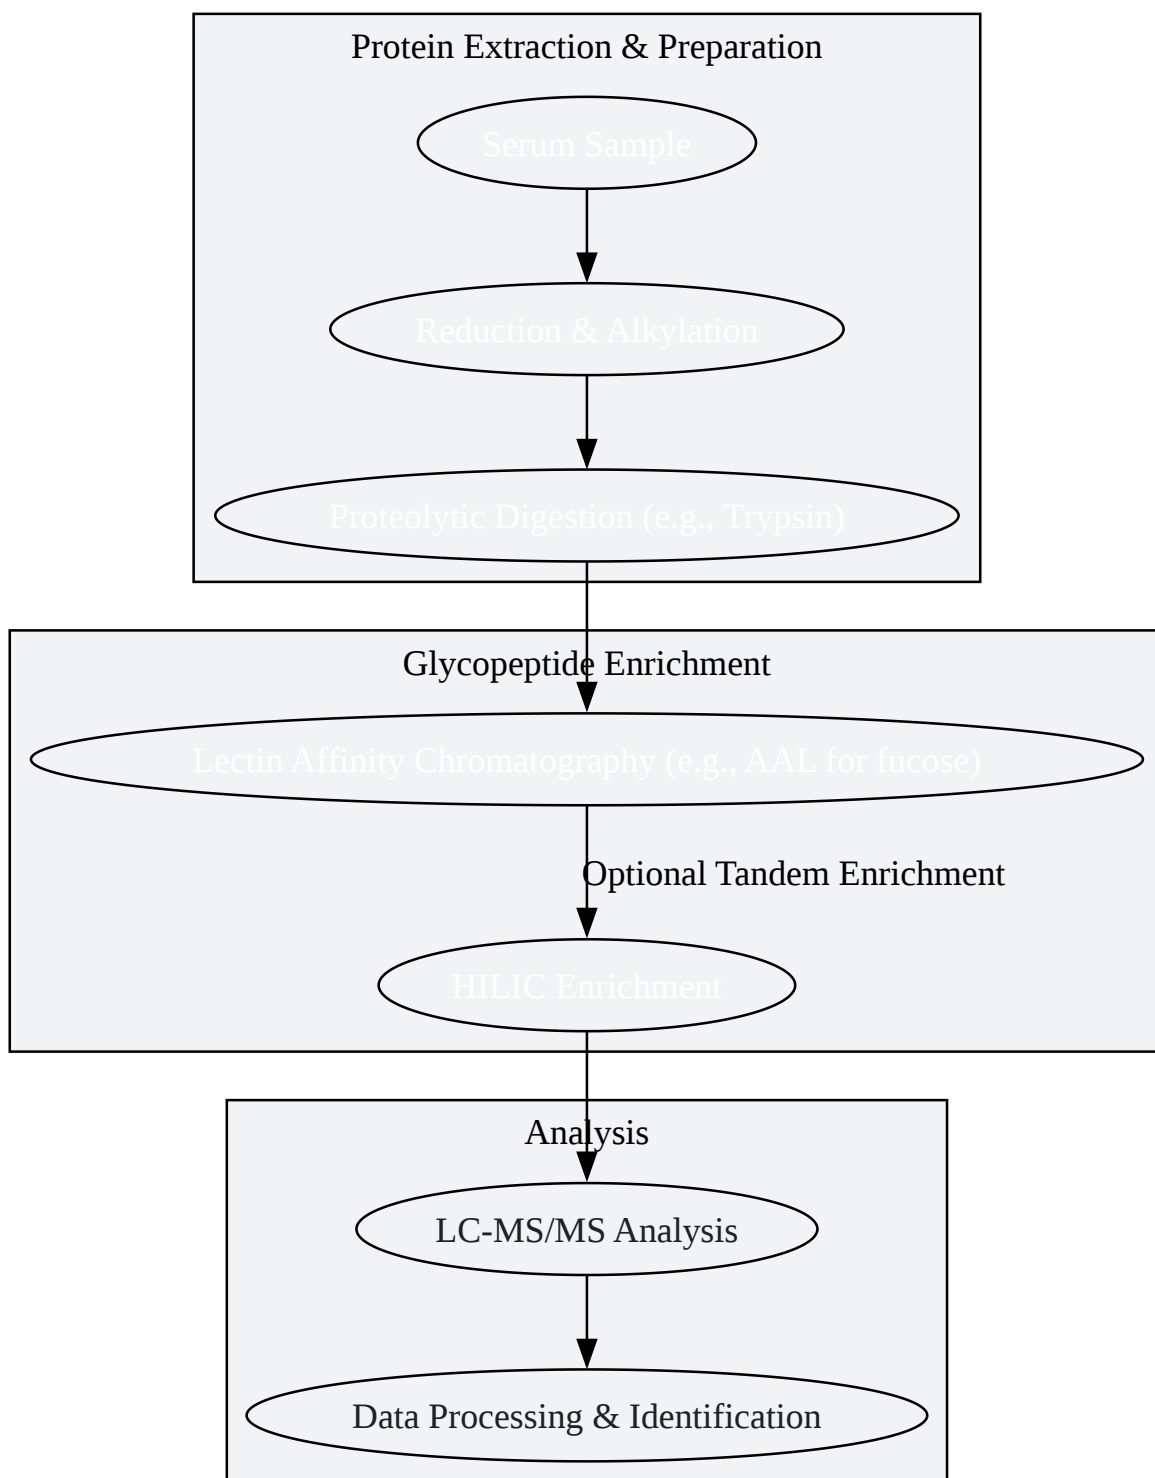 Protein Extraction & Preparation
Serum Sample
Reduction & Alkylation
Proteolytic Digestion (e.g., Trypsin)
Glycopeptide Enrichment
Lectin Affinity Chromatography (e.g., AAL for fucose)
Optional Tandem Enrichment
HILIC Enrichment
Analysis
LC-MS/MS Analysis
Data Processing & Identification